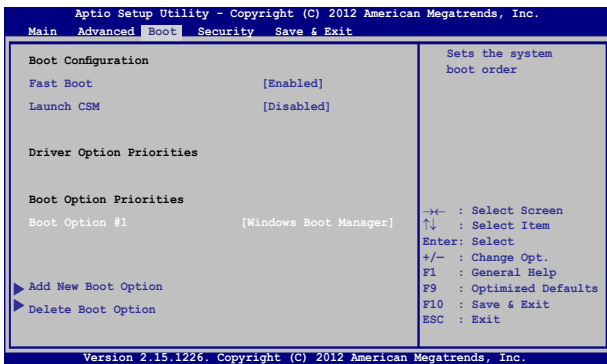 Aptio Setup Utility - Copyright (C) 2012 American Megatrends, Inc.
Main Advanced Boot Security Save & Exit
Boot Configuration
Fast Boot [Enabled]
Launch CSM [Disabled]
Driver Option Priorities
Boot Option Priorities
Boot Option #1 [Windows Boot Manager]
Add New Boot Option
Delete Boot Option
Sets the system
boot order
→← : Select Screen
↑↓ : Select Item
Enter: Select
+/— : Change Opt.
F1 : General Help
F9 : Optimized Defaults
F10 : Save & Exit
ESC : Exit
Version 2.15.1226. Copyright (C) 2012 American Megatrends, Inc.